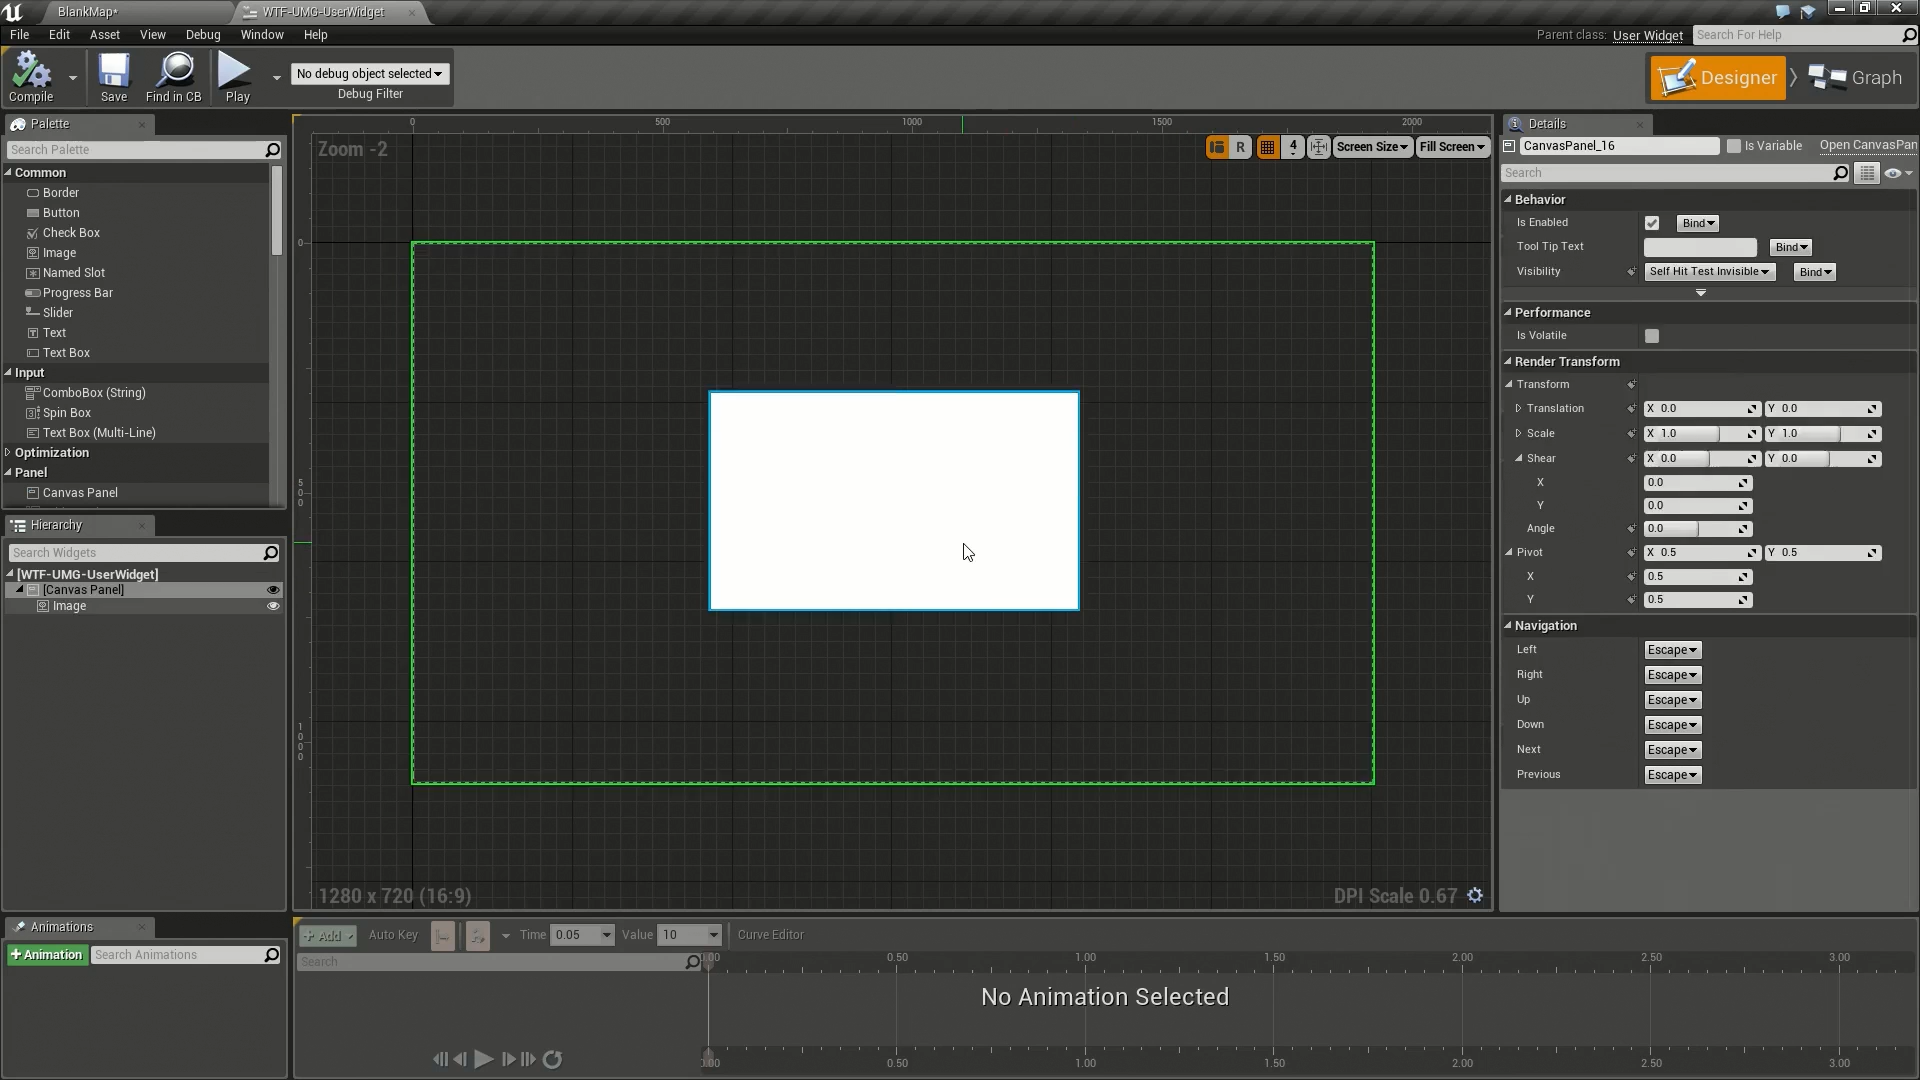 BlankMap*
WTF-UMG-UserWidget
File Edit Asset View Debug Window Help
Parent class: User Widget
Search For Help
Compile
Save
Find in CB
Play
No debug object selected
Debug Filter
Designer
Graph
Palette
Search Palette
Common
Border
Button
Check Box
Image
Named Slot
Progress Bar
Slider
Text
Text Box
Input
ComboBox (String)
Spin Box
Text Box (Multi-Line)
Optimization
Panel
Canvas Panel
Hierarchy
Search Widgets
[WTF-UMG-UserWidget]
[Canvas Panel]
Image
0 500 1000 1500 2000
Zoom -2
R
4
Screen Size
Fill Screen
0
500
1000
1280 x 720 (16:9)
DPI Scale 0.67
Details
CanvasPanel_16
Is Variable
Open CanvasPan
Search
Behavior
Is Enabled Bind
Tool Tip Text Bind
Visibility Self Hit Test Invisible Bind
Performance
Is Volatile
Render Transform
Transform
Translation X 0.0 Y 0.0
Scale X 1.0 Y 1.0
Shear X 0.0 Y 0.0
X 0.0
Y 0.0
Angle 0.0
Pivot X 0.5 Y 0.5
X 0.5
Y 0.5
Navigation
Left Escape
Right Escape
Up Escape
Down Escape
Next Escape
Previous Escape
Animations
+Animation
Search Animations
+ Add
Auto Key
Time 0.05
Value 10
Curve Editor
Search
0.00 0.50 1.00 1.50 2.00 2.50 3.00
No Animation Selected
0.00 0.50 1.00 1.50 2.00 2.50 3.00